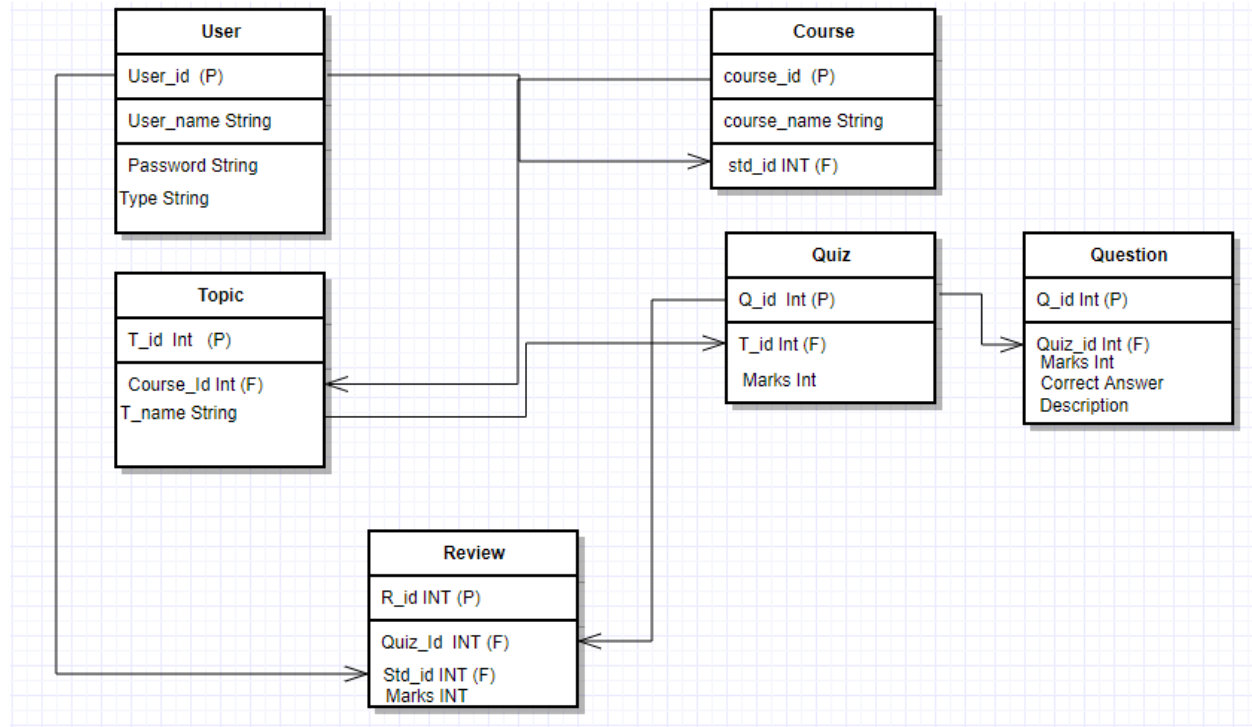 User
User_id (P)
User_name String
Password String
Type String
Course
course_id (P)
course_name String
std_id INT (F)
Topic
T_id Int (P)
Course_Id Int (F)
T_name String
Quiz
Q_id Int (P)
T_id Int (F)
Marks Int
Question
Q_id Int (P)
Quiz_id Int (F)
Marks Int
Correct Answer
Description
Review
R_id INT (P)
Quiz_Id INT (F)
Std_id INT (F)
Marks INT